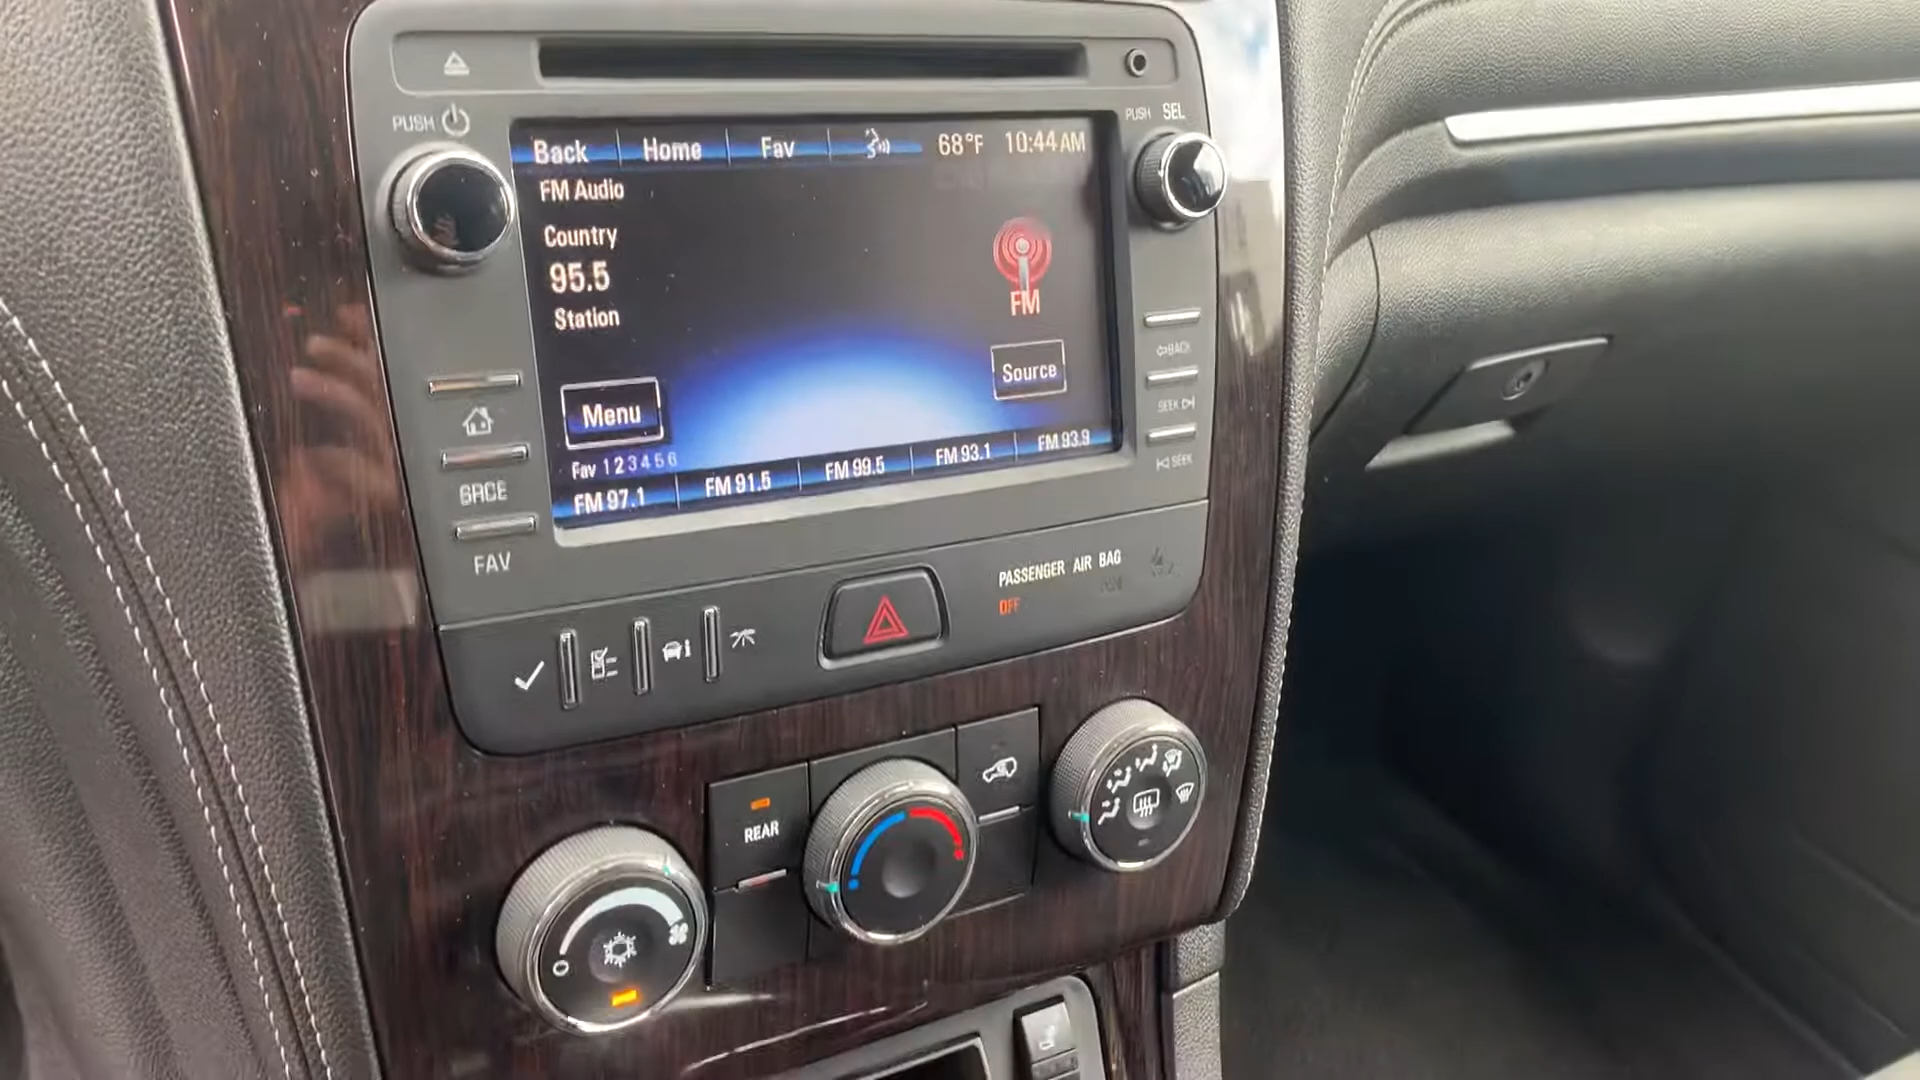 PUSH
PUSH SEL
Back Home Fav 68°F 10:44 AM
FM Audio
Country
95.5
Station
FM
Source
Menu
Fav 1 2 3 4 5 6
FM 97.1 FM 91.5 FM 99.5 FM 93.1 FM 93.9
BACK
SEEK
SEEK
SRCE
FAV
PASSENGER AIR BAG
OFF
REAR
0